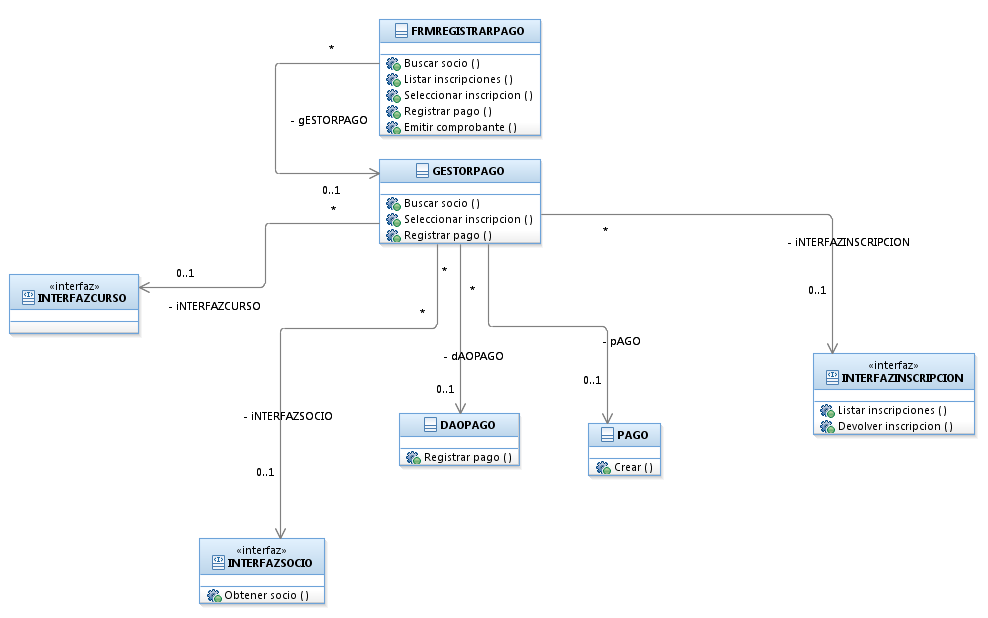 FRMREGISTRARPAGO
Buscar socio ( )
Listar inscripciones ( )
Seleccionar inscripcion ( )
Registrar pago ( )
Emitir comprobante ( )
*
- gESTORPAGO
0..1
GESTORPAGO
Buscar socio ( )
Seleccionar inscripcion ( )
Registrar pago ( )
*
0..1
- iNTERFAZCURSO
«interfaz»
INTERFAZCURSO
*
- iNTERFAZINSCRIPCION
0..1
«interfaz»
INTERFAZINSCRIPCION
Listar inscripciones ( )
Devolver inscripcion ( )
*
- iNTERFAZSOCIO
0..1
«interfaz»
INTERFAZSOCIO
Obtener socio ( )
*
- dAOPAGO
0..1
DAOPAGO
Registrar pago ( )
*
- pAGO
0..1
PAGO
Crear ( )